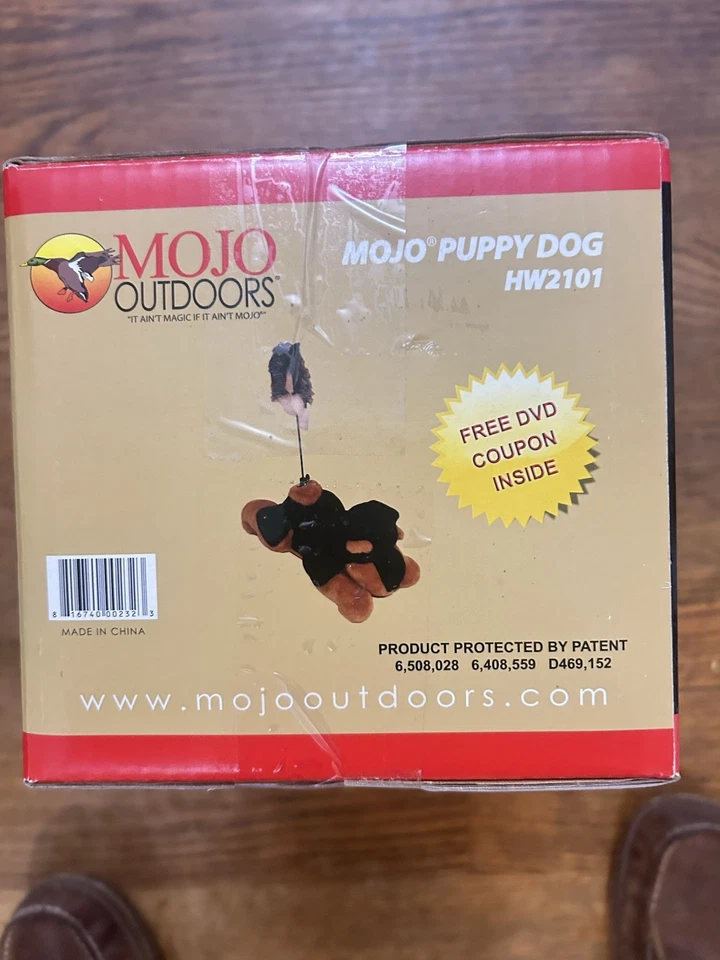 MOJO
OUTDOORS™
"IT AIN'T MAGIC IF IT AIN'T MOJO®"
MOJO® PUPPY DOG
HW2101
FREE DVD
COUPON
INSIDE
8 16740 00232 3
MADE IN CHINA
PRODUCT PROTECTED BY PATENT
6,508,028 6,408,559 D469,152
www.mojooutdoors.com